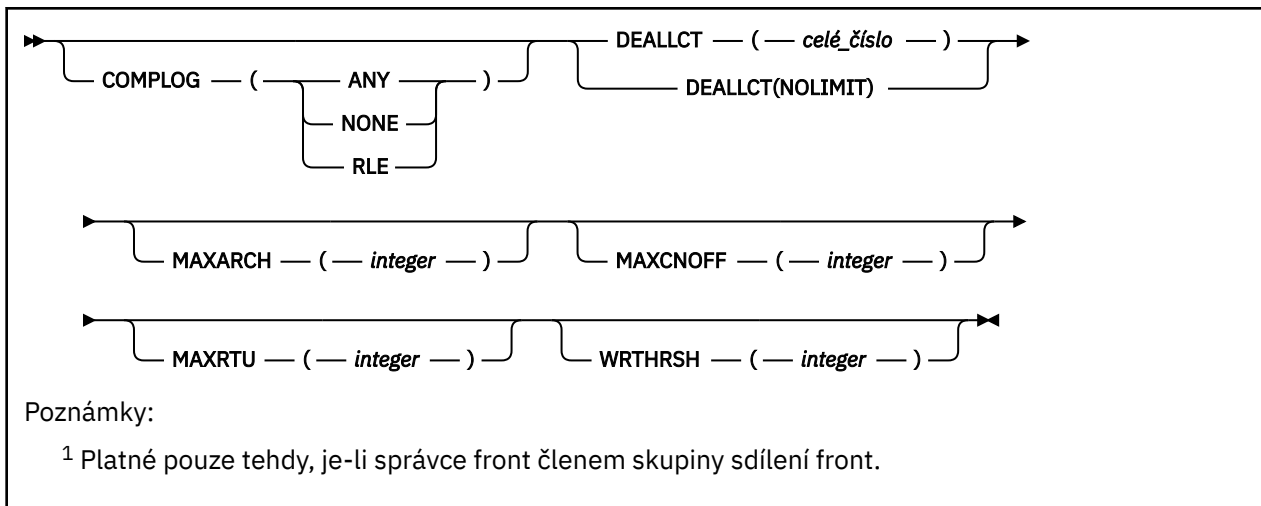 DEALLCT ( celé_číslo )
COMPLOG ( ANY ) DEALLCT(NOLIMIT)
NONE
RLE
MAXARCH ( integer ) MAXCNOFF ( integer )
MAXRTU ( integer ) WRTHRSH ( integer )
Poznámky:
1 Platné pouze tehdy, je-li správce front členem skupiny sdílení front.